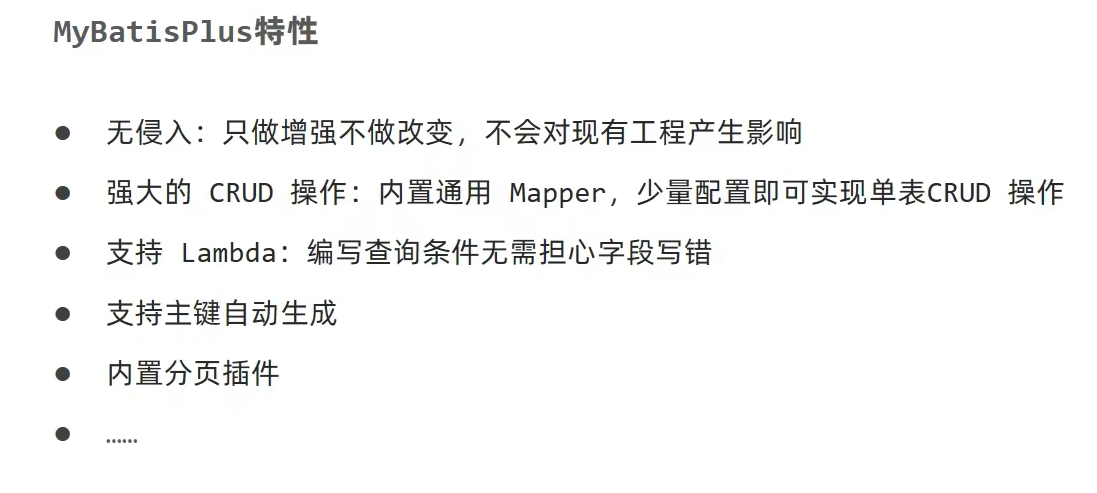 MyBatisPlus特性
● 无侵入：只做增强不做改变，不会对现有工程产生影响
● 强大的 CRUD 操作：内置通用 Mapper，少量配置即可实现单表CRUD 操作
● 支持 Lambda：编写查询条件无需担心字段写错
● 支持主键自动生成
● 内置分页插件
● ……